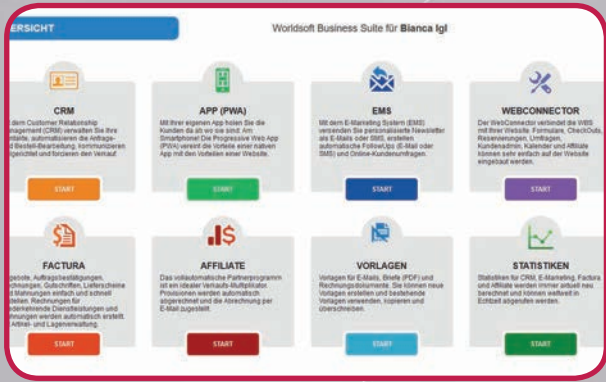 ERSICHT
Worldsoft Business Suite für Bianca Igl
CRM
dem Customer Relationship
nagement (CRM) verwalten Sie Ihre
ntakte, automatisieren die Anfrage-
d Bestell-Bearbeitung, kommunizieren
lgerichtet und forcieren den Verkauf.
START
APP (PWA)
Mit Ihrer eigenen App holen Sie die
Kunden da ab wo sie sind: Am
Smartphone! Die Progressive Web App
(PWA) vereint die Vorteile einer nativen
App mit den Vorteilen einer Website.
START
EMS
Mit dem E-Marketing System (EMS)
versenden Sie personalisierte Newsletter
als E-Mails oder SMS, erstellen
automatische FollowUps (E-Mail oder
SMS) und Online-Kundenumfragen.
START
WEBCONNECTOR
Der WebConnector verbindet die WBS
mit Ihrer Website. Formulare, CheckOuts,
Reservierungen, Umfragen,
Kundenadmin, Kalender und Affiliate
können sehr einfach auf der Website
eingebaut werden.
START
FACTURA
gebote, Auftragsbestätigungen,
chnungen, Gutschriften, Lieferscheine
d Mahnungen einfach und schnell
stellen. Rechnungen für
ederkehrende Dienstleistungen und
hnungen werden automatisch erstellt.
Artikel- und Lagerverwaltung.
START
AFFILIATE
Das vollautomatische Partnerprogramm
ist ein idealer Verkaufs-Multiplikator.
Provisionen werden automatisch
abgerechnet und die Abrechnung per
E-Mail zugestellt.
START
VORLAGEN
Vorlagen für E-Mails, Briefe (PDF) und
Rechnungsdokumente. Sie können neue
Vorlagen erstellen und bestehende
Vorlagen verwenden, kopieren und
überschreiben.
START
STATISTIKEN
Statistiken für CRM, E-Marketing, Factura
und Affiliate werden immer aktuell neu
berechnet und können weltweit in
Echtzeit abgerufen werden.
START